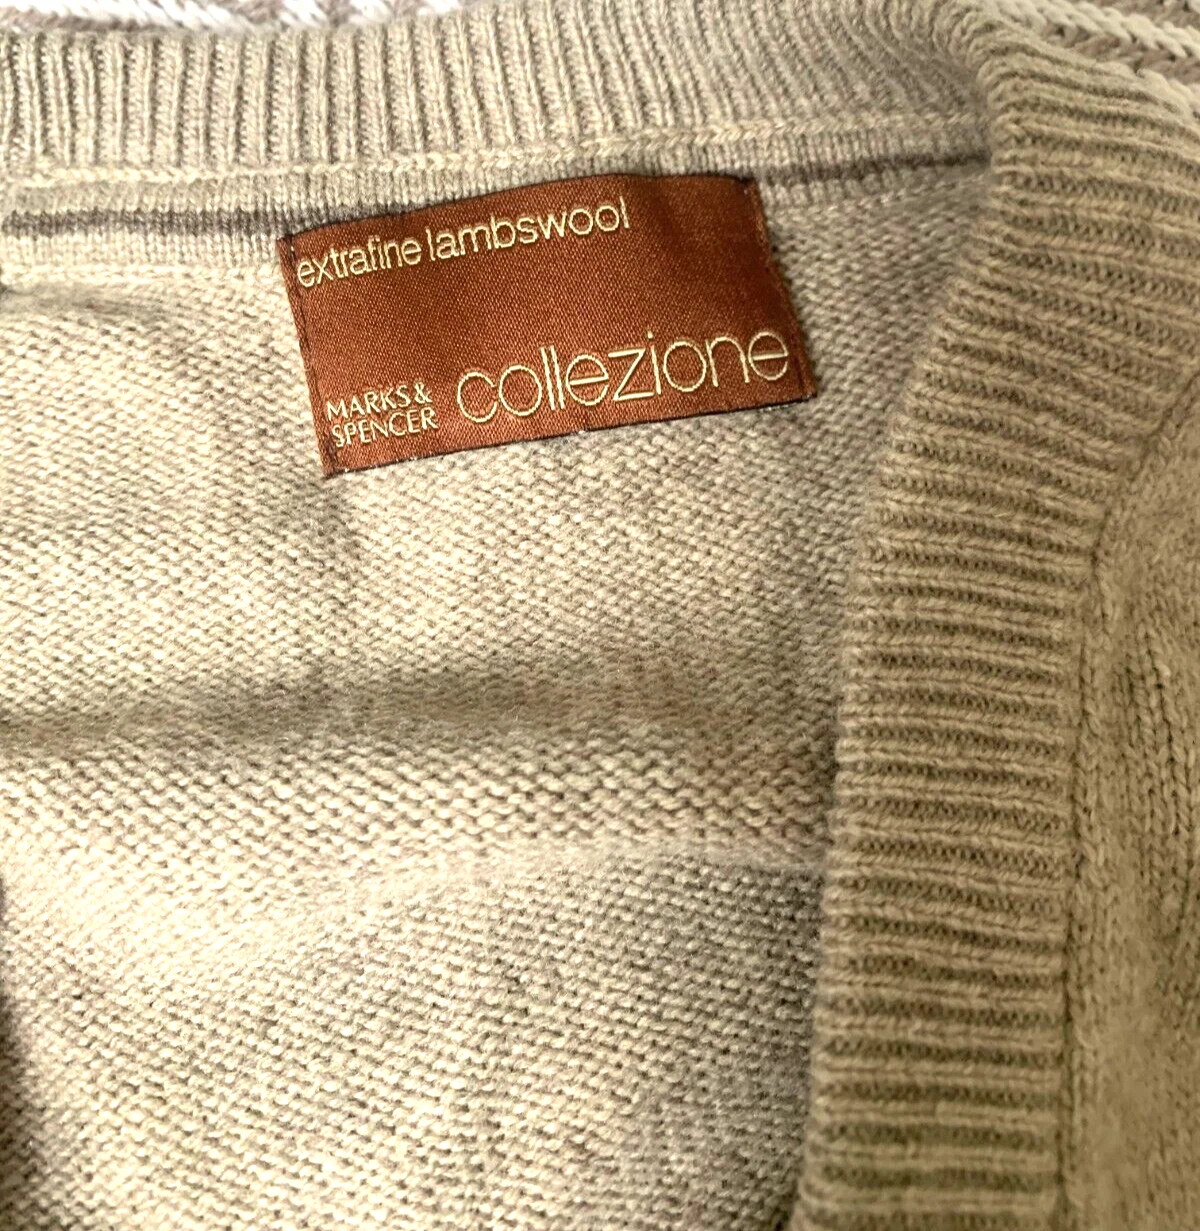 extrafine lambswool
MARKS &
SPENCER
collezione